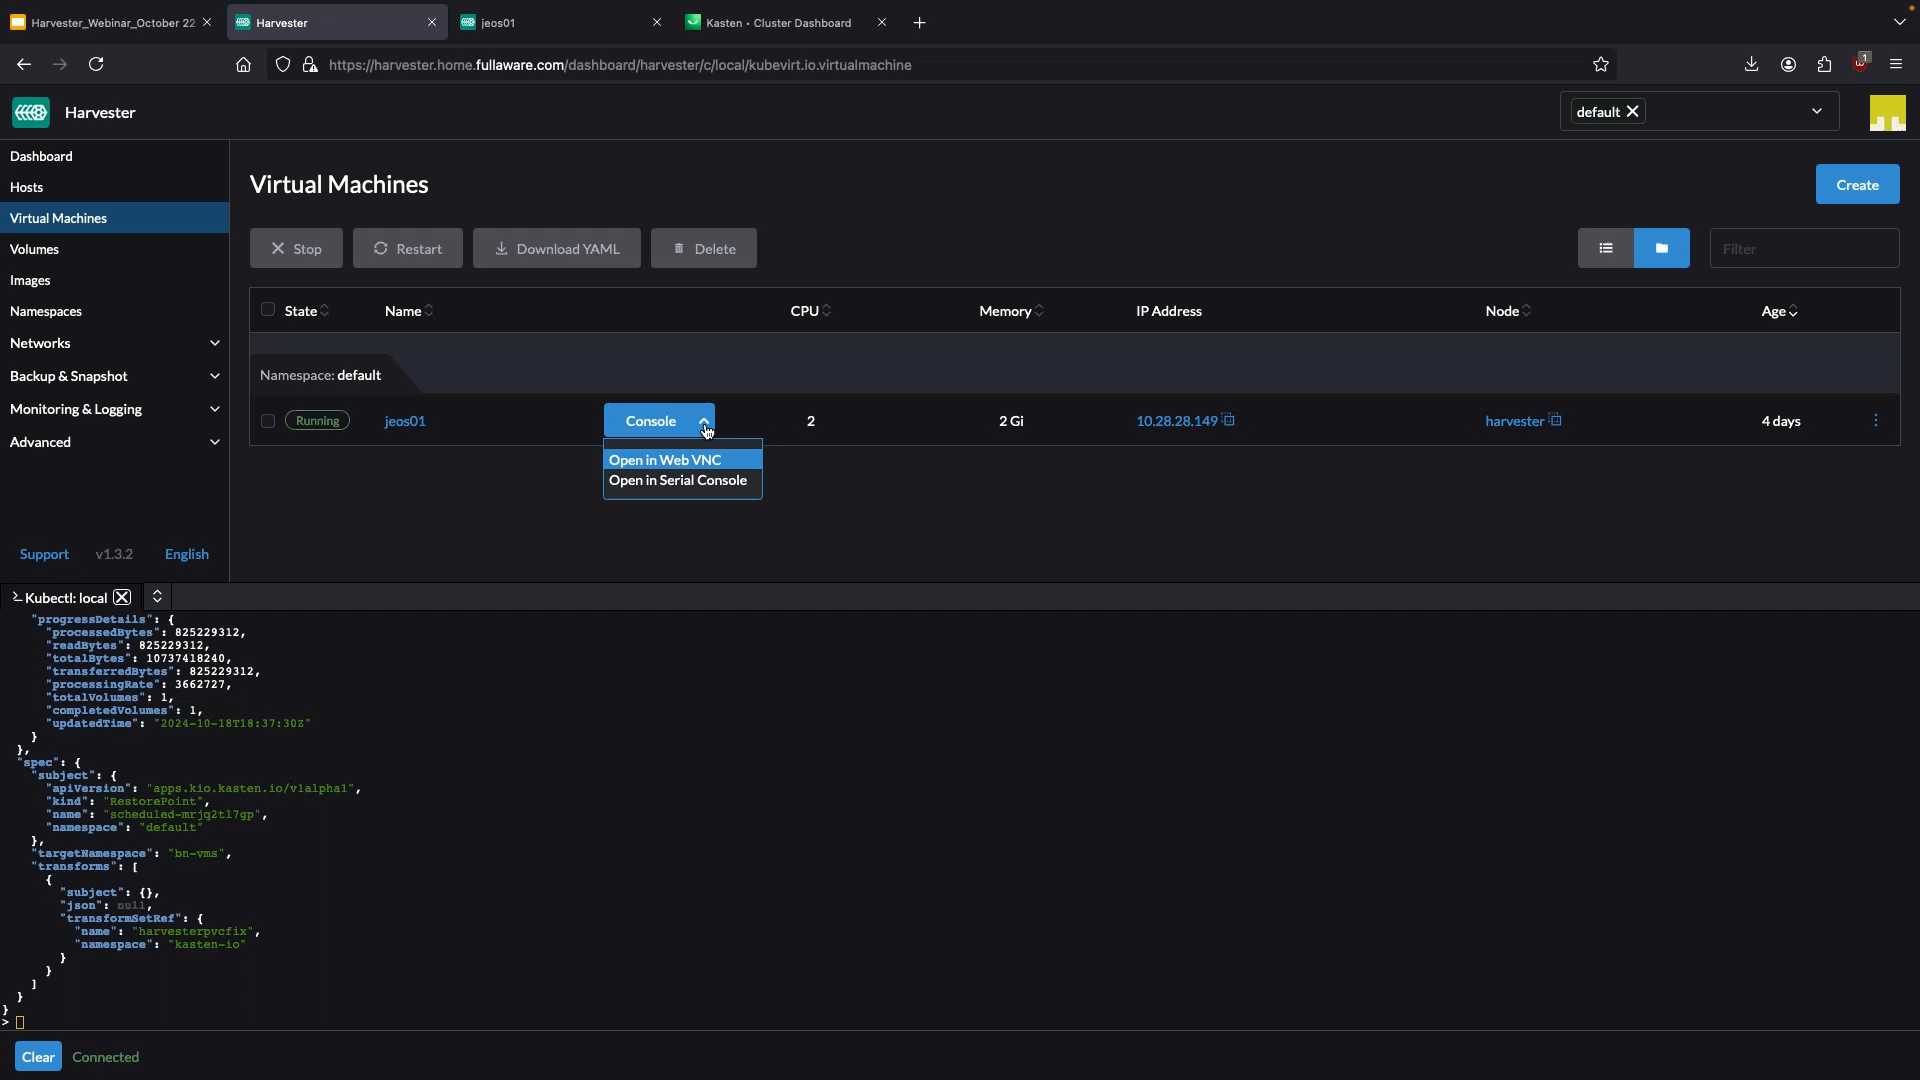 Harvester_Webinar_October 22
Harvester
jeos01
Kasten • Cluster Dashboard
https://harvester.home.fullaware.com/dashboard/harvester/c/local/kubevirt.io.virtualmachine
1
Harvester
default
Dashboard
Hosts
Virtual Machines
Volumes
Images
Namespaces
Networks
Backup & Snapshot
Monitoring & Logging
Advanced
Support v1.3.2 English
Virtual Machines
Create
Stop
Restart
Download YAML
Delete
Filter
State Name CPU Memory IP Address Node Age
Namespace: default
Running jeos01 Console 2 2 Gi 10.28.28.149 harvester 4 days
Open in Web VNC
Open in Serial Console
Kubectl: local
"progressDetails": {
"processedBytes": 825229312,
"readBytes": 825229312,
"totalBytes": 10737418240,
"transferredBytes": 825229312,
"processingRate": 3662727,
"totalVolumes": 1,
"completedVolumes": 1,
"updatedTime": "2024-10-18T18:37:30Z"
}
},
"spec": {
"subject": {
"apiVersion": "apps.kio.kasten.io/v1alpha1",
"kind": "RestorePoint",
"name": "scheduled-mrjq2tl7gp",
"namespace": "default"
},
"targetNamespace": "bn-vms",
"transforms": [
{
"subject": {},
"json": null,
"transformSetRef": {
"name": "harvesterpvcfix",
"namespace": "kasten-io"
}
}
]
}
}
>
Clear
Connected